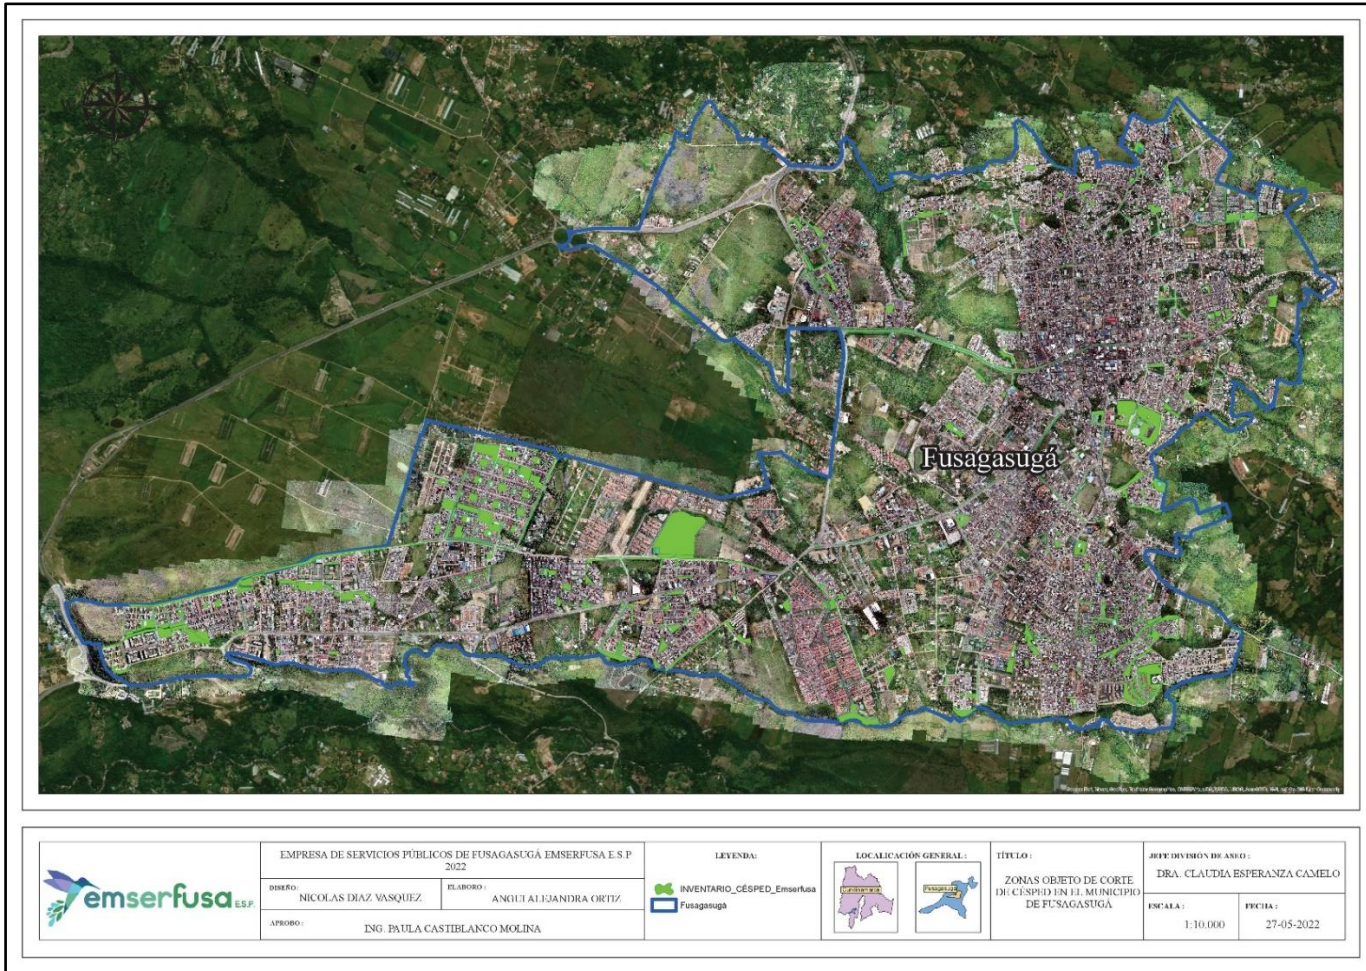 Fusagasugá
emserfusa E.S.P.
EMPRESA DE SERVICIOS PÚBLICOS DE FUSAGASUGÁ EMSERFUSA E.S.P
2022
DISEÑO:
NICOLAS DIAZ VASQUEZ
ELABORO :
ANGUI ALEJANDRA ORTIZ
APROBO :
ING. PAULA CASTIBLANCO MOLINA
LEYENDA:
INVENTARIO_CÉSPED_Emserfusa
Fusagasugá
LOCALIZACIÓN GENERAL :
Cundinamarca
Fusagasugá
TÍTULO :
ZONAS OBJETO DE CORTE
DE CÉSPED EN EL MUNICIPIO
DE FUSAGASUGÁ
JEFE DIVISIÓN DE ASEO :
DRA. CLAUDIA ESPERANZA CAMELO
ESCALA :
1:10.000
FECHA :
27-05-2022